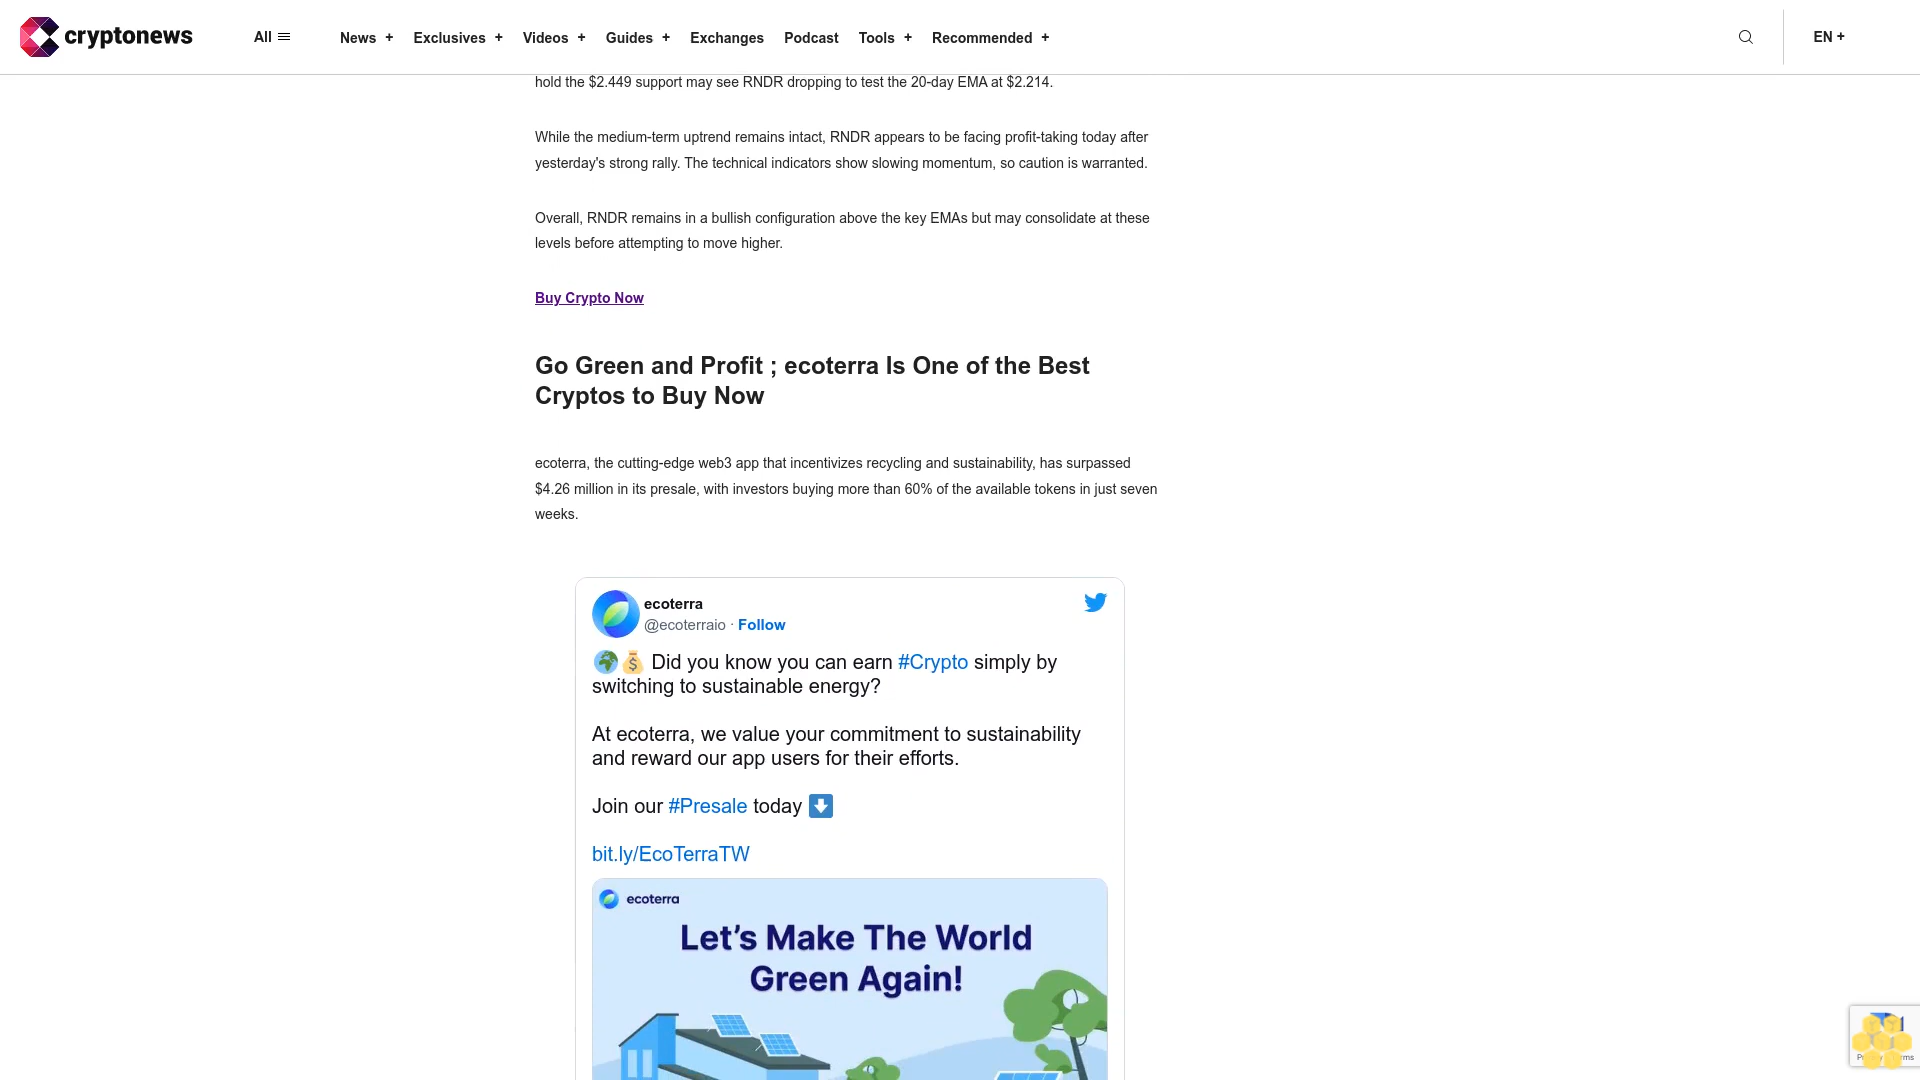 cryptonews
All
News +
Exclusives +
Videos +
Guides +
Exchanges
Podcast
Tools +
Recommended +
EN +
hold the $2.449 support may see RNDR dropping to test the 20-day EMA at $2.214.
While the medium-term uptrend remains intact, RNDR appears to be facing profit-taking today after
yesterday's strong rally. The technical indicators show slowing momentum, so caution is warranted.
Overall, RNDR remains in a bullish configuration above the key EMAs but may consolidate at these
levels before attempting to move higher.
Buy Crypto Now
Go Green and Profit ; ecoterra Is One of the Best
Cryptos to Buy Now
ecoterra, the cutting-edge web3 app that incentivizes recycling and sustainability, has surpassed
$4.26 million in its presale, with investors buying more than 60% of the available tokens in just seven
weeks.
ecoterra
@ecoterraio · Follow
Did you know you can earn #Crypto simply by
switching to sustainable energy?
At ecoterra, we value your commitment to sustainability
and reward our app users for their efforts.
Join our #Presale today
bit.ly/EcoTerraTW
ecoterra
Let's Make The World
Green Again!